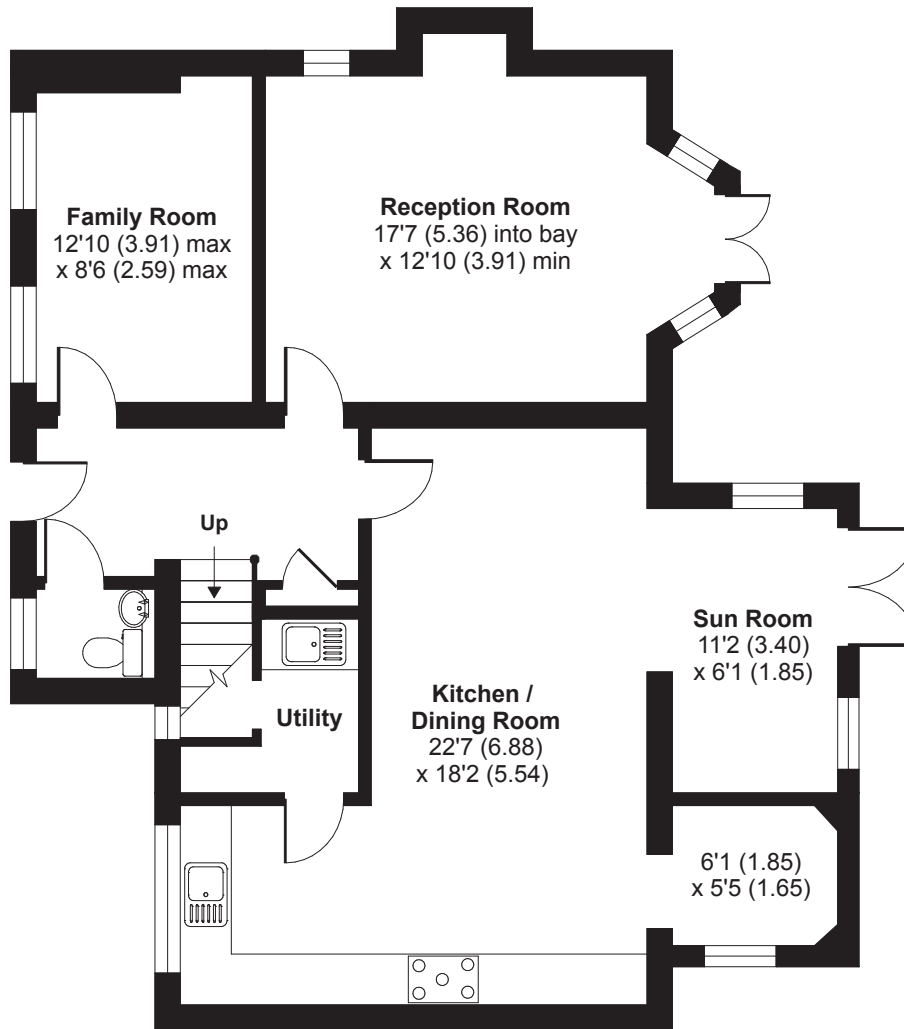 Family Room
12'10 (3.91) max
x 8'6 (2.59) max
Reception Room
17'7 (5.36) into bay
x 12'10 (3.91) min
Up
Sun Room
11'2 (3.40)
x 6'1 (1.85)
Utility
Kitchen /
Dining Room
22'7 (6.88)
x 18'2 (5.54)
6'1 (1.85)
x 5'5 (1.65)